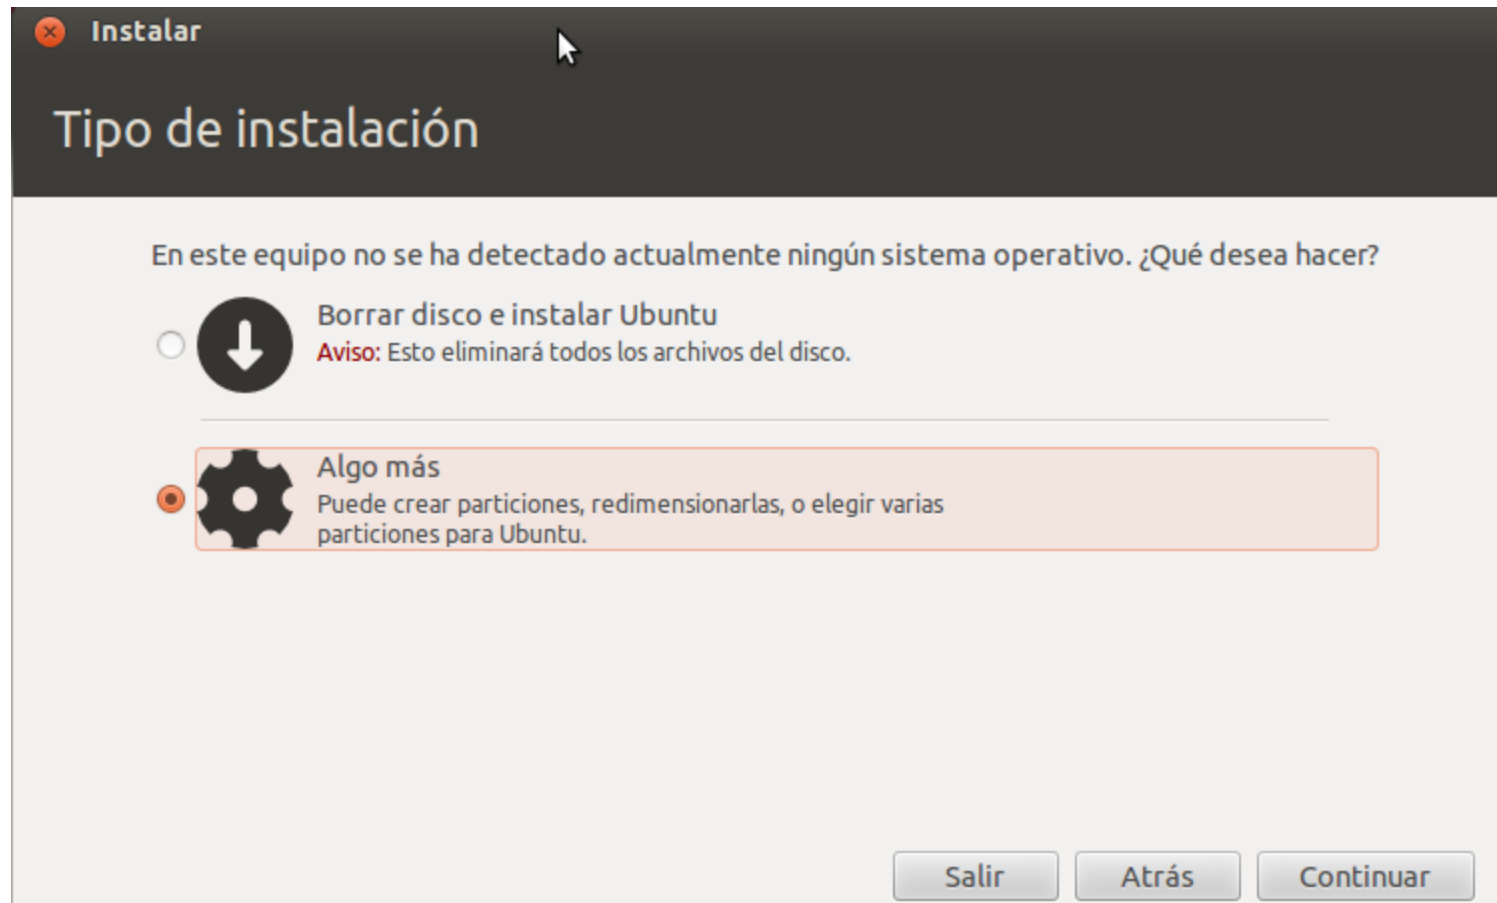 Instalar
Tipo de instalación
En este equipo no se ha detectado actualmente ningún sistema operativo. ¿Qué desea hacer?
Borrar disco e instalar Ubuntu
Aviso: Esto eliminará todos los archivos del disco.
Algo más
Puede crear particiones, redimensionarlas, o elegir varias
particiones para Ubuntu.
Salir
Atrás
Continuar